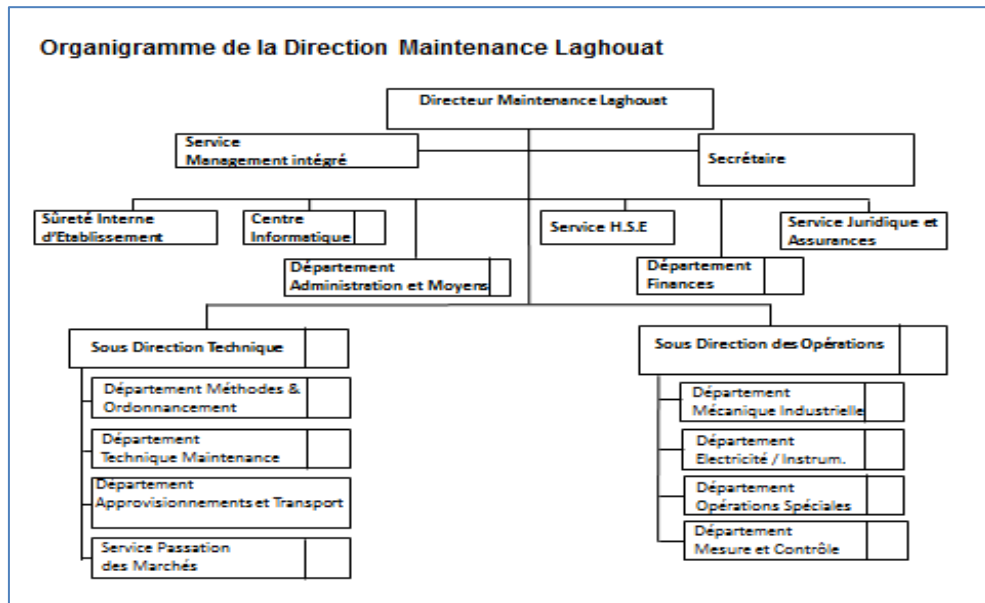 Organigramme de la Direction Maintenance Laghouat
Directeur Maintenance Laghouat
Service
Management intégré
Secrétaire
Sûreté Interne
d'Etablissement
Centre
Informatique
Service H.S.E
Service Juridique et
Assurances
Département
Administration et Moyens
Département
Finances
Sous Direction Technique
Sous Direction des Opérations
Département Méthodes &
Ordonnancement
Département
Technique Maintenance
Département
Approvisionnements et Transport
Service Passation
des Marchés
Département
Mécanique Industrielle
Département
Electricité / Instrum.
Département
Opérations Spéciales
Département
Mesure et Contrôle